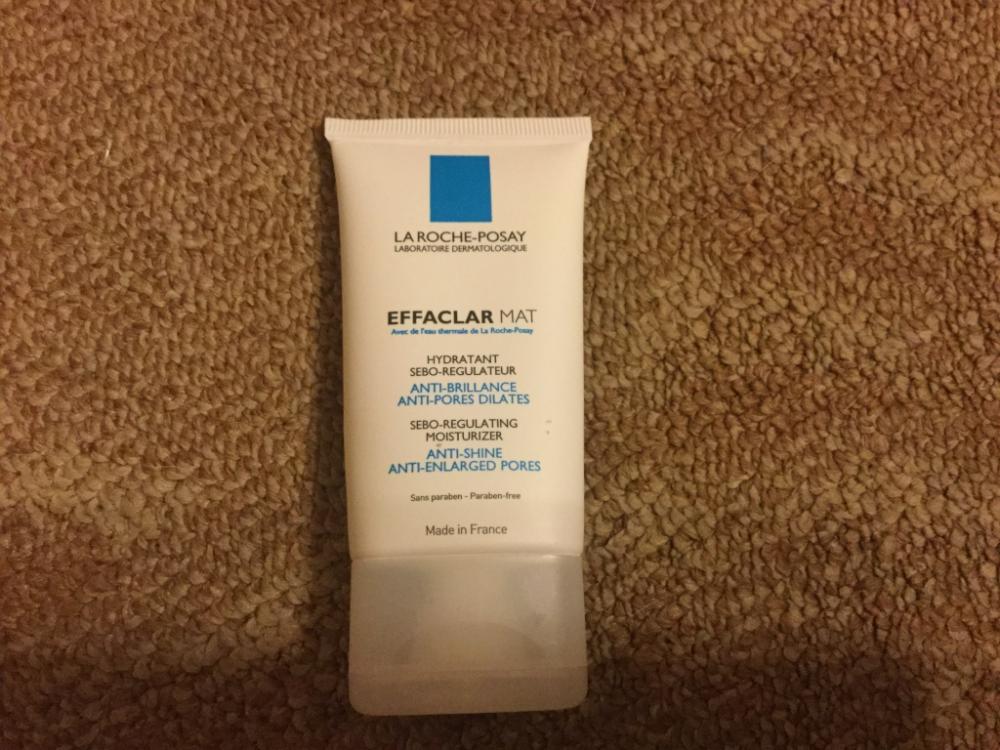 LA ROCHE-POSAY
LABORATOIRE DERMATOLOGIQUE
EFFACLAR MAT
Avec de l'eau thermale de La Roche-Posay
HYDRATANT
SEBO-REGULATEUR
ANTI-BRILLANCE
ANTI-PORES DILATES
SEBO-REGULATING
MOISTURIZER
ANTI-SHINE
ANTI-ENLARGED PORES
Sans paraben - Paraben-free
Made in France